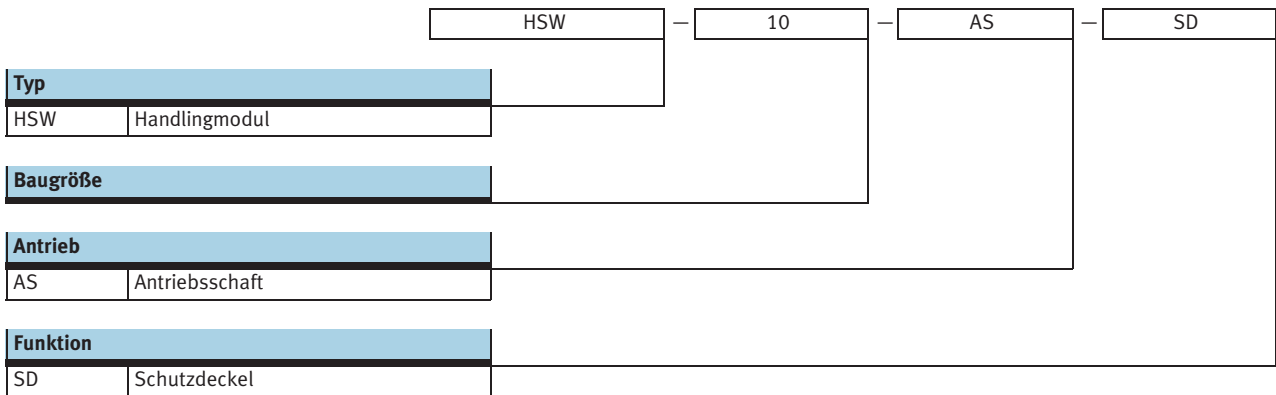 HSW — 10 — AS — SD
Typ
HSW Handlingmodul
Baugröße
Antrieb
AS Antriebsschaft
Funktion
SD Schutzdeckel